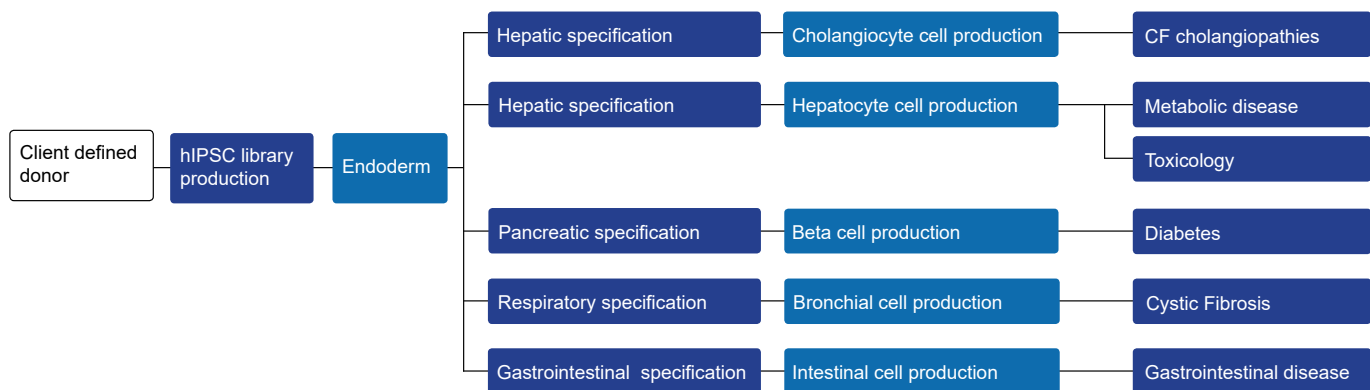 Hepatic specification
Cholangiocyte cell production
CF cholangiopathies
Hepatic specification
Hepatocyte cell production
Metabolic disease
Client defined
donor
hIPSC library
production
Endoderm
Toxicology
Pancreatic specification
Beta cell production
Diabetes
Respiratory specification
Bronchial cell production
Cystic Fibrosis
Gastrointestinal specification
Intestinal cell production
Gastrointestinal disease